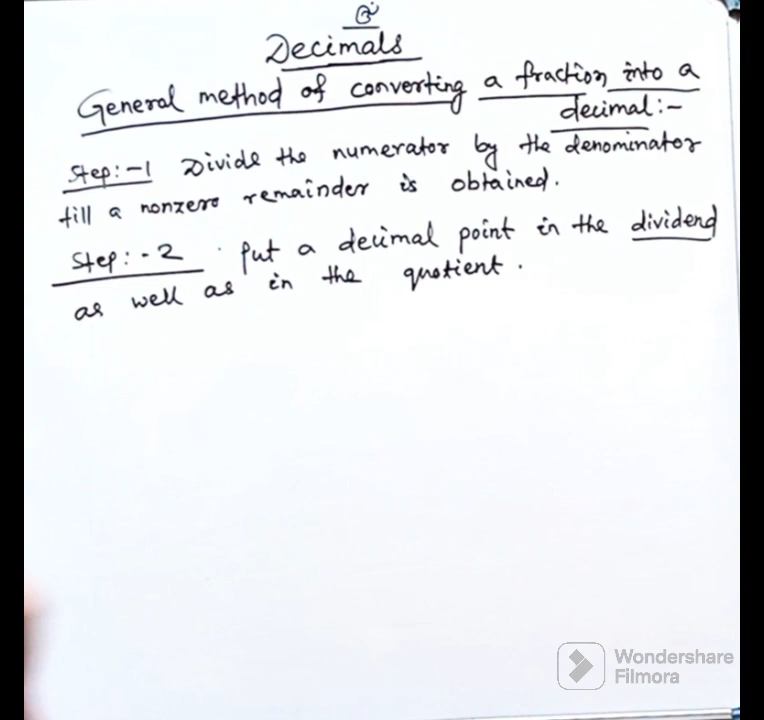 Decimals
General method of converting a fraction into a
decimal:-
Step:-1 Divide the numerator by the denominator
till a nonzero remainder is obtained.
Step:-2 Put a decimal point in the dividend
as well as in the quotient.
Wondershare
Filmora